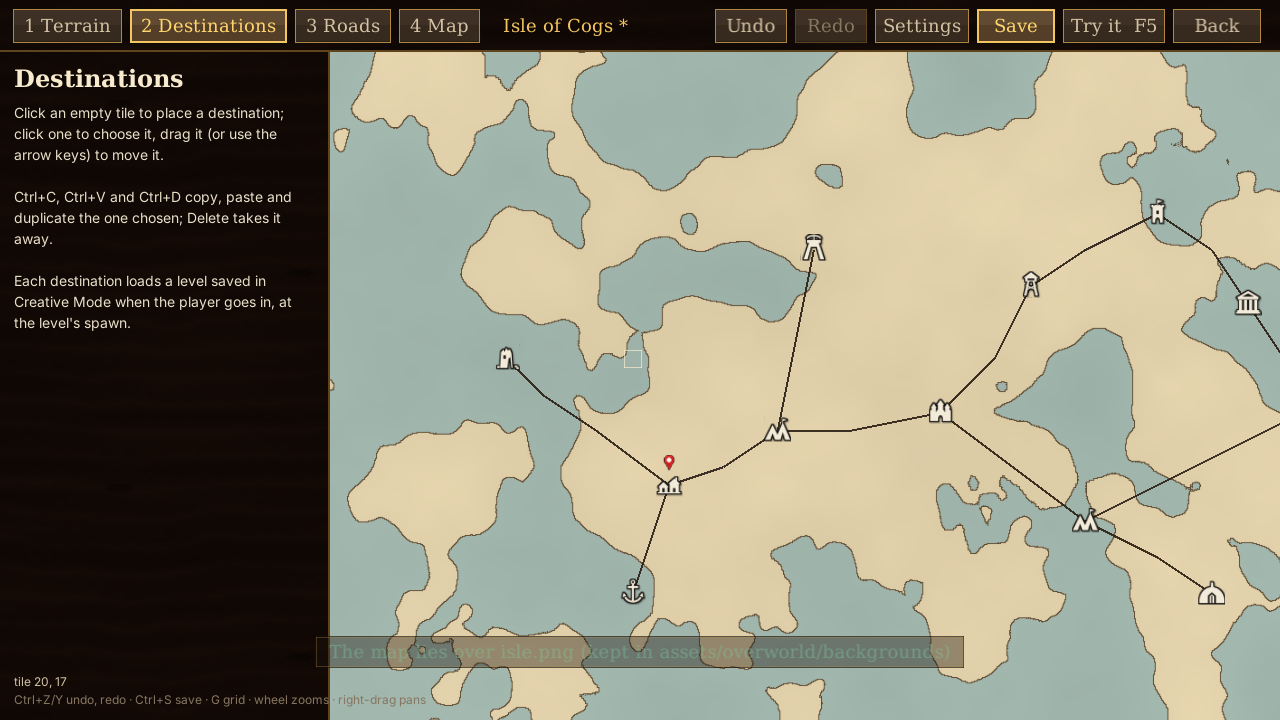 1 Terrain
2 Destinations
3 Roads
4 Map
Isle of Cogs *
Undo
Redo
Settings
Save
Try it F5
Back
Destinations
Click an empty tile to place a destination;
click one to choose it, drag it (or use the
arrow keys) to move it.
Ctrl+C, Ctrl+V and Ctrl+D copy, paste and
duplicate the one chosen; Delete takes it
away.
Each destination loads a level saved in
Creative Mode when the player goes in, at
the level's spawn.
The map lies over isle.png (kept in assets/overworld/backgrounds)
tile 20, 17
Ctrl+Z/Y undo, redo · Ctrl+S save · G grid · wheel zooms · right-drag pans